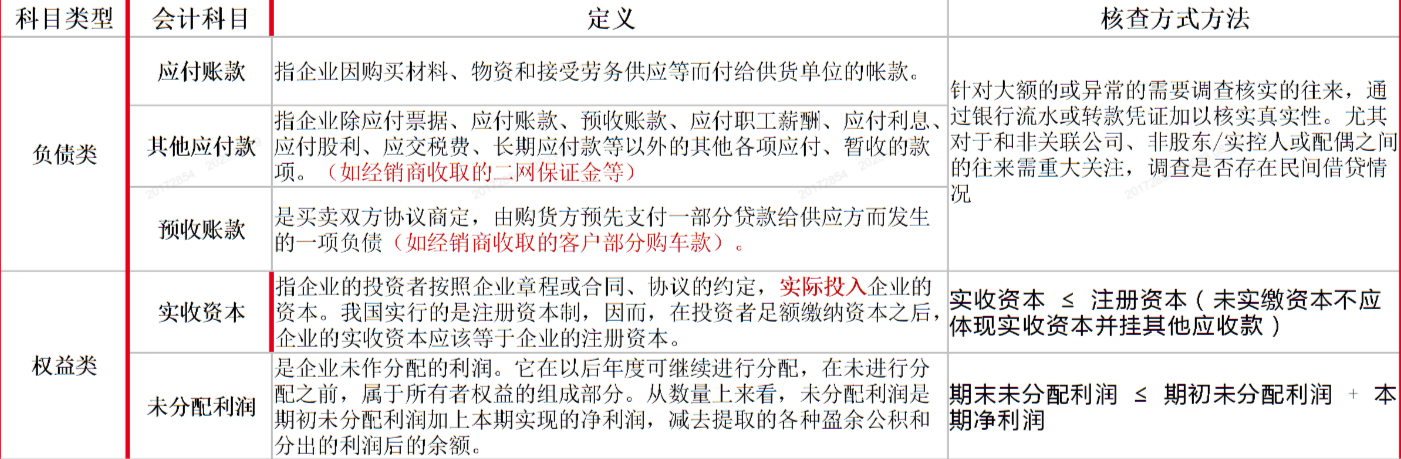 科目类型 会计科目 定义 核查方式方法
负债类
应付账款
指企业因购买材料、物资和接受劳务供应等而付给供货单位的帐款。
其他应付款
指企业除应付票据、应付账款、预收账款、应付职工薪酬、应付利息、
应付股利、应交税费、长期应付款等以外的其他各项应付、暂收的款
项。（如经销商收取的二网保证金等）
预收账款
是买卖双方协议商定，由购货方预先支付一部分贷款给供应方而发生
的一项负债（如经销商收取的客户部分购车款）。
针对大额的或异常的需要调查核实的往来，通
过银行流水或转款凭证加以核实真实性。尤其
对于和非关联公司、非股东/实控人或配偶之间
的往来需重大关注，调查是否存在民间借贷情
况
权益类
实收资本
指企业的投资者按照企业章程或合同、协议的约定，实际投入企业的
资本。我国实行的是注册资本制，因而，在投资者足额缴纳资本之后，
企业的实收资本应该等于企业的注册资本。
实收资本 ≤ 注册资本（未实缴资本不应
体现实收资本并挂其他应收款）
未分配利润
是企业未作分配的利润。它在以后年度可继续进行分配，在未进行分
配之前，属于所有者权益的组成部分。从数量上来看，未分配利润是
期初未分配利润加上本期实现的净利润，减去提取的各种盈余公积和
分出的利润后的余额。
期末未分配利润 ≤ 期初未分配利润 + 本
期净利润